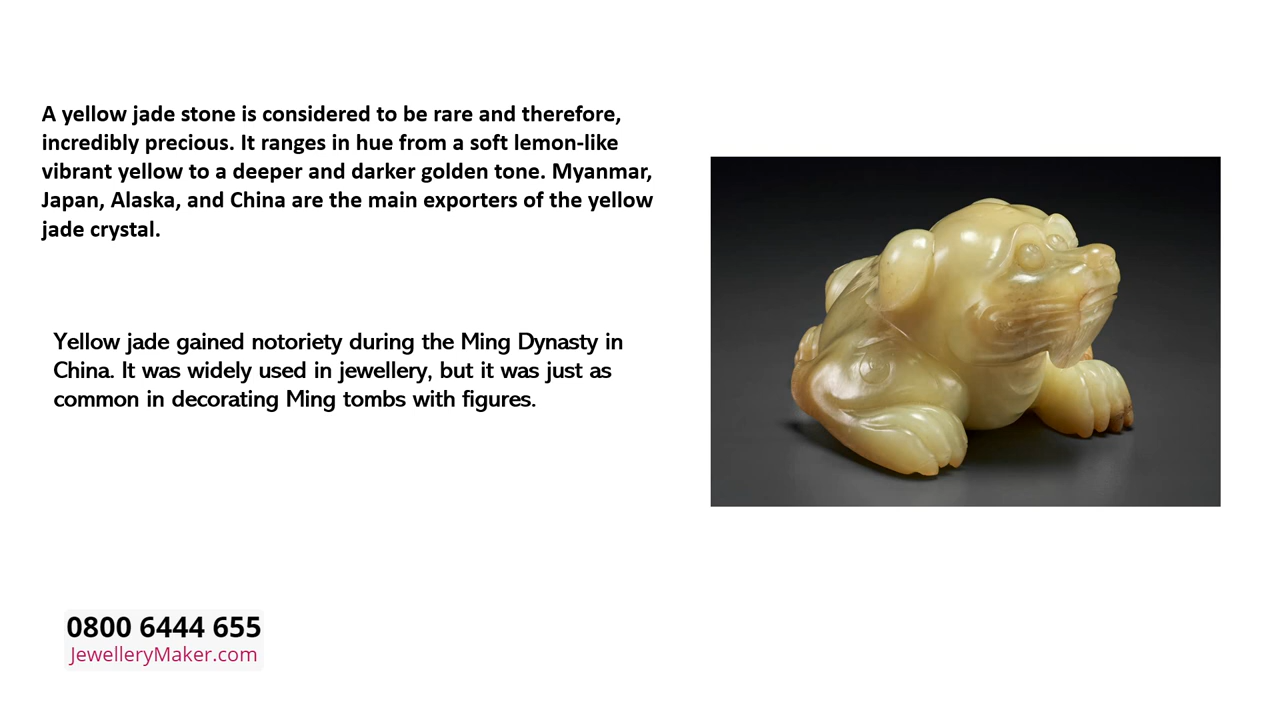 A yellow jade stone is considered to be rare and therefore,
incredibly precious. It ranges in hue from a soft lemon-like
vibrant yellow to a deeper and darker golden tone. Myanmar,
Japan, Alaska, and China are the main exporters of the yellow
jade crystal.
Yellow jade gained notoriety during the Ming Dynasty in
China. It was widely used in jewellery, but it was just as
common in decorating Ming tombs with figures.
0800 6444 655
JewelleryMaker.com